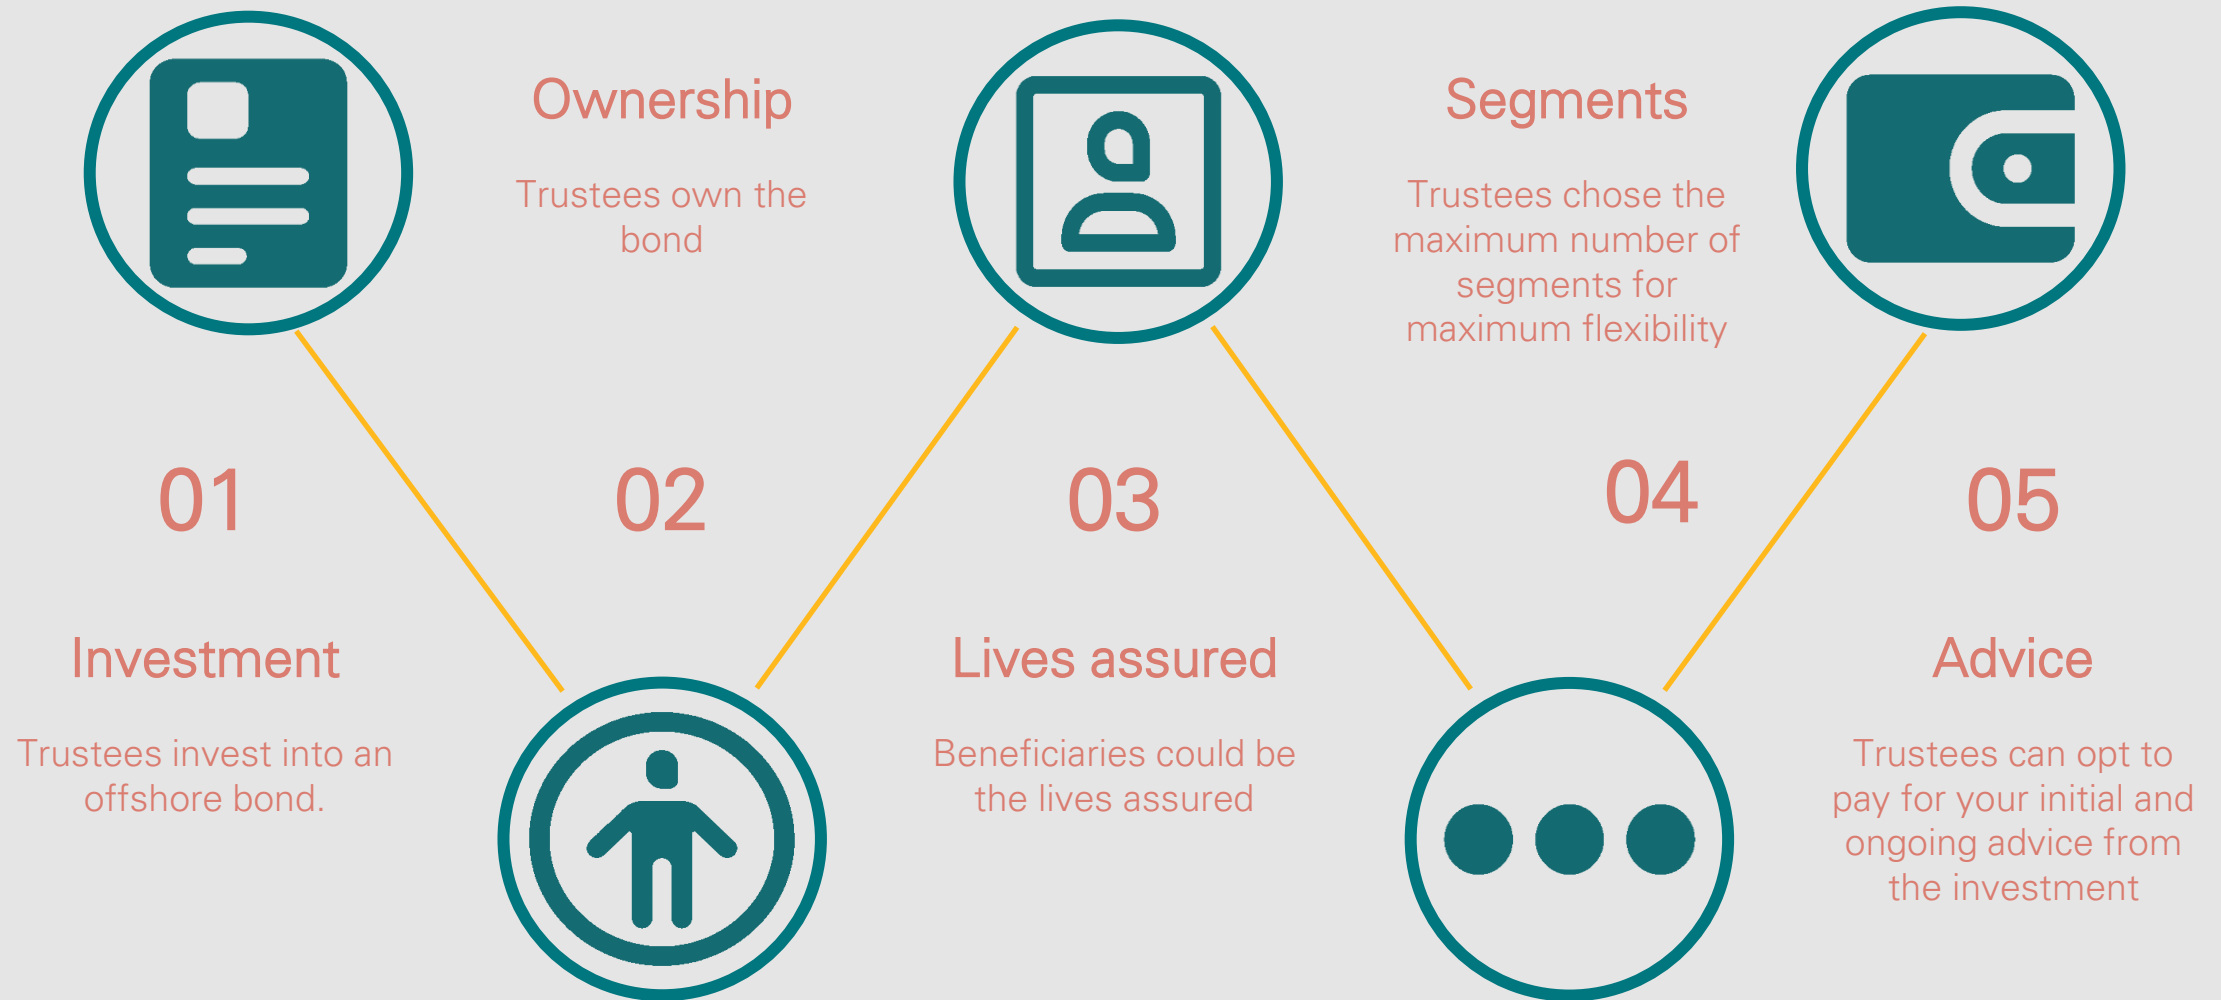 01
Investment
Trustees invest into an
offshore bond.
Ownership
Trustees own the
bond
02
03
Lives assured
Beneficiaries could be
the lives assured
Segments
Trustees chose the
maximum number of
segments for
maximum flexibility
04
05
Advice
Trustees can opt to
pay for your initial and
ongoing advice from
the investment